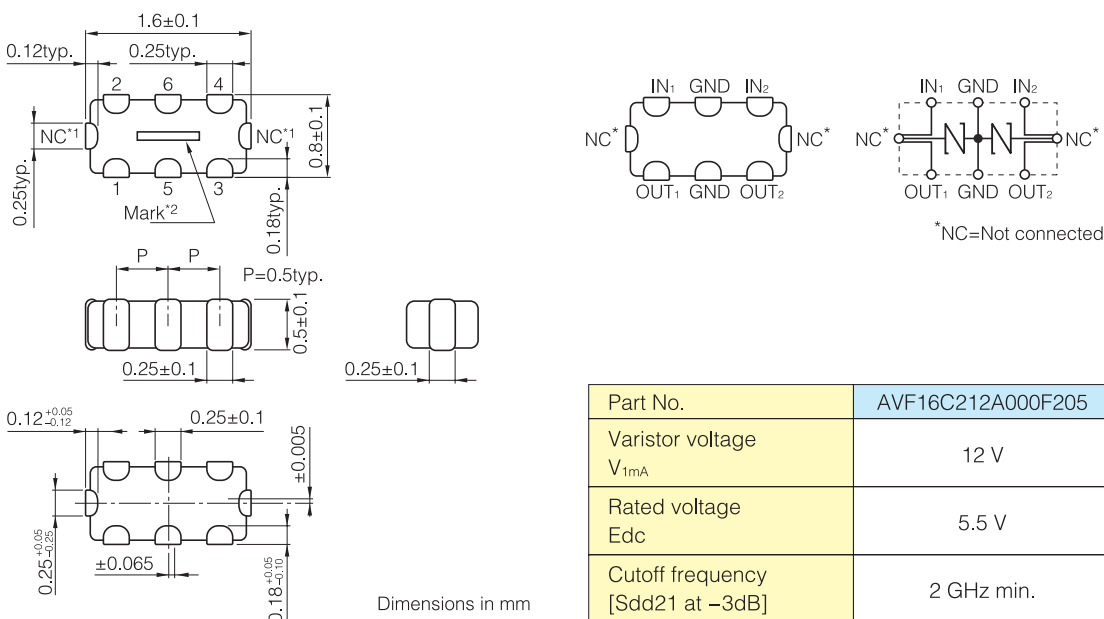 1.6±0.1
0.12typ.
0.25typ.
2 6 4
NC*1
NC*1
0.25typ.
0.8±0.1
1 5 3
Mark*2
0.18typ.
P P
P=0.5typ.
0.5±0.1
0.25±0.1
0.25±0.1
0.12 +0.05 -0.12
0.25±0.1
±0.005
0.25 +0.05 -0.25
±0.065
0.18 +0.05 -0.10
Dimensions in mm
IN1 GND IN2
NC*
NC*
OUT1 GND OUT2
IN1 GND IN2
NC*
NC*
OUT1 GND OUT2
*NC=Not connected
Part No. AVF16C212A000F205
Varistor voltage
V1mA
12 V
Rated voltage
Edc
5.5 V
Cutoff frequency
[Sdd21 at –3dB]
2 GHz min.